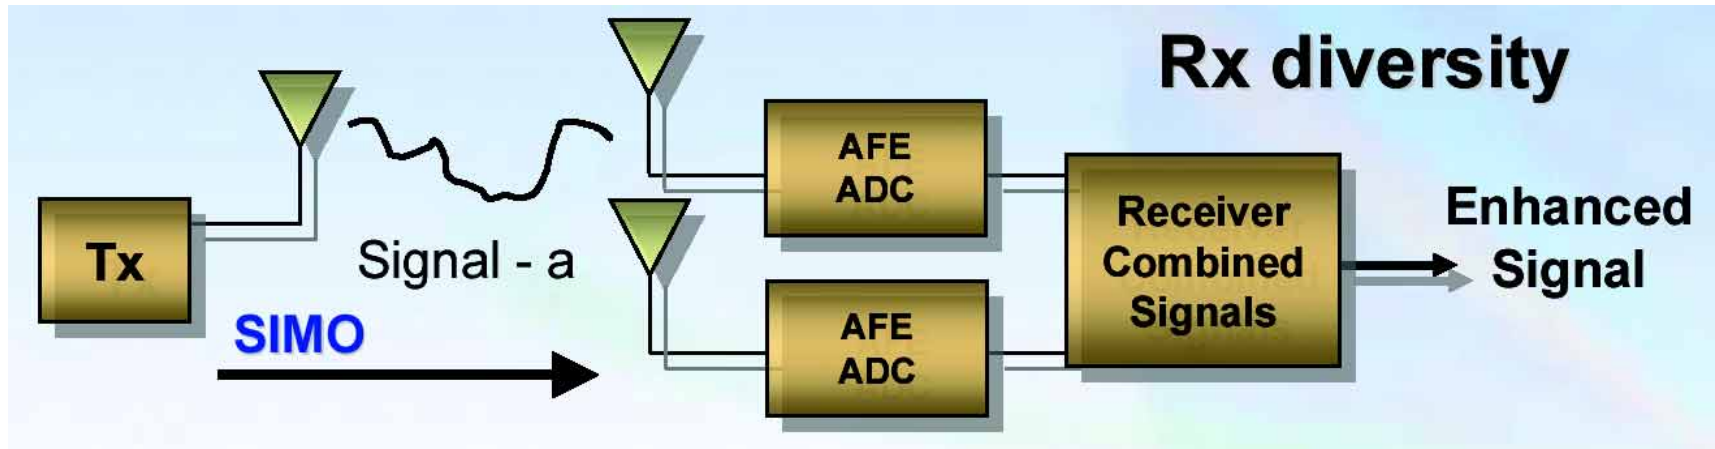 Rx diversity
Tx
Signal - a
SIMO
AFE
ADC
AFE
ADC
Receiver
Combined
Signals
Enhanced
Signal